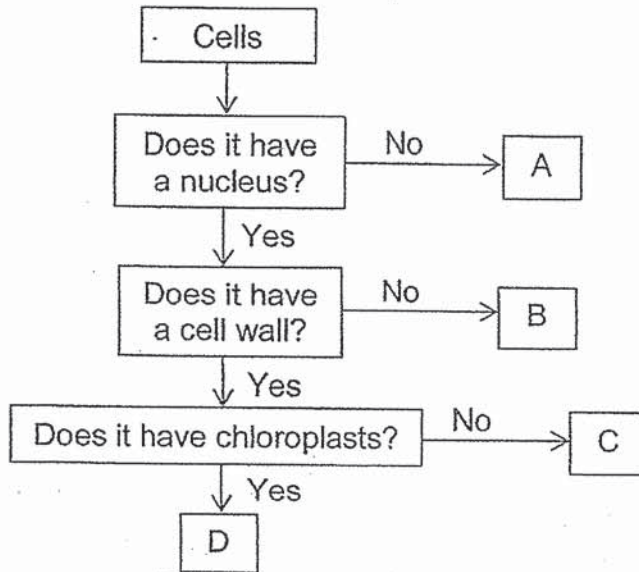 Cells
Does it have
a nucleus?
No
A
Yes
Does it have
a cell wall?
No
B
Yes
Does it have chloroplasts?
No
C
Yes
D